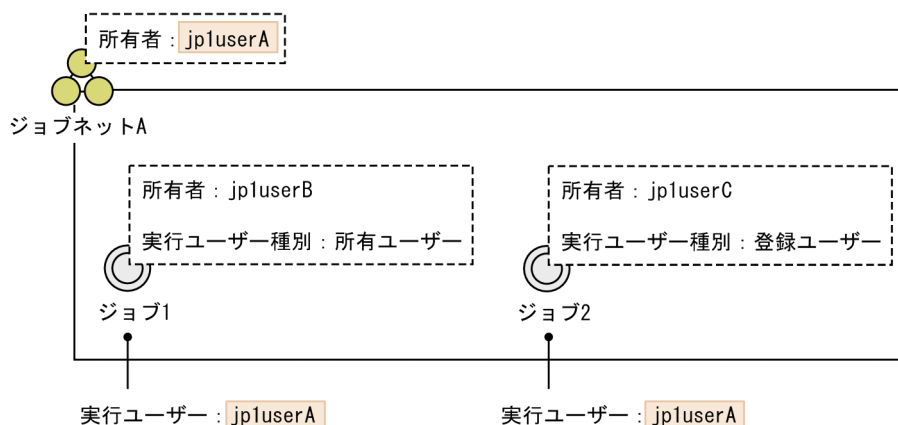 所有者：jp1userA
ジョブネットA
所有者：jp1userB
実行ユーザー種別：所有ユーザー
ジョブ1
実行ユーザー：jp1userA
所有者：jp1userC
実行ユーザー種別：登録ユーザー
ジョブ2
実行ユーザー：jp1userA